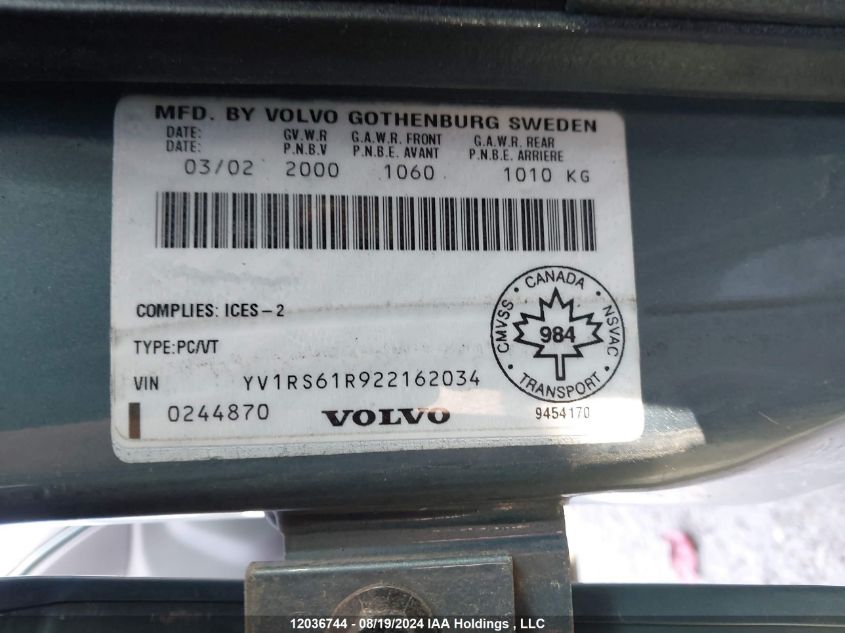 MFD. BY VOLVO GOTHENBURG SWEDEN
DATE: GV.W.R G.A.W.R. FRONT G.A.W.R. REAR
DATE: P.N.B.V P.N.B.E. AVANT P.N.B.E. ARRIERE
03/02 2000 1060 1010 KG
COMPLIES: ICES-2
TYPE:PC/VT
VIN YV1RS61R922162034
0244870 VOLVO 9454170
CANADA
CMVSS 984 NSVAC
TRANSPORT
12036744 - 08/19/2024 IAA Holdings, LLC